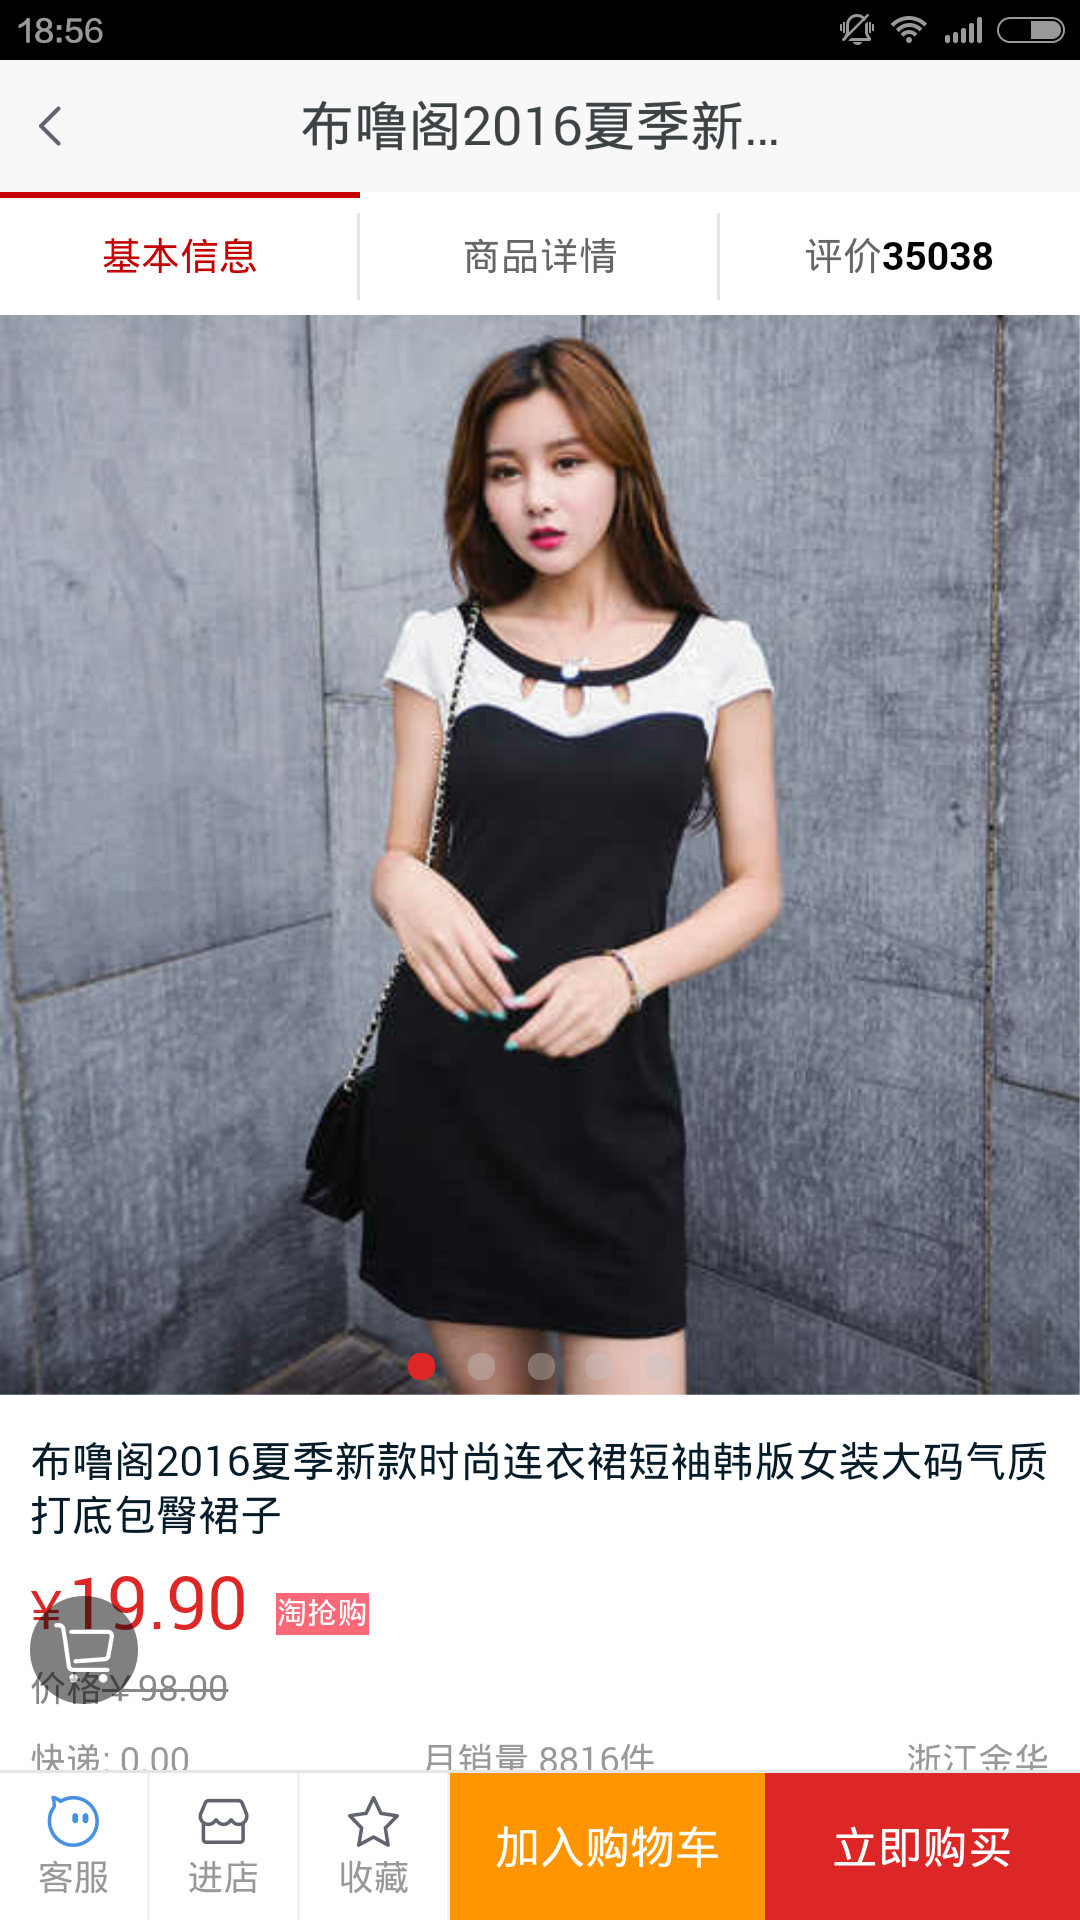 18:56
布噜阁2016夏季新...
基本信息
商品详情
评价35038
布噜阁2016夏季新款时尚连衣裙短袖韩版女装大码气质
打底包臀裙子
¥19.90
淘抢购
价格¥98.00
快递: 0.00
月销量 8816件
浙江金华
客服
进店
收藏
加入购物车
立即购买